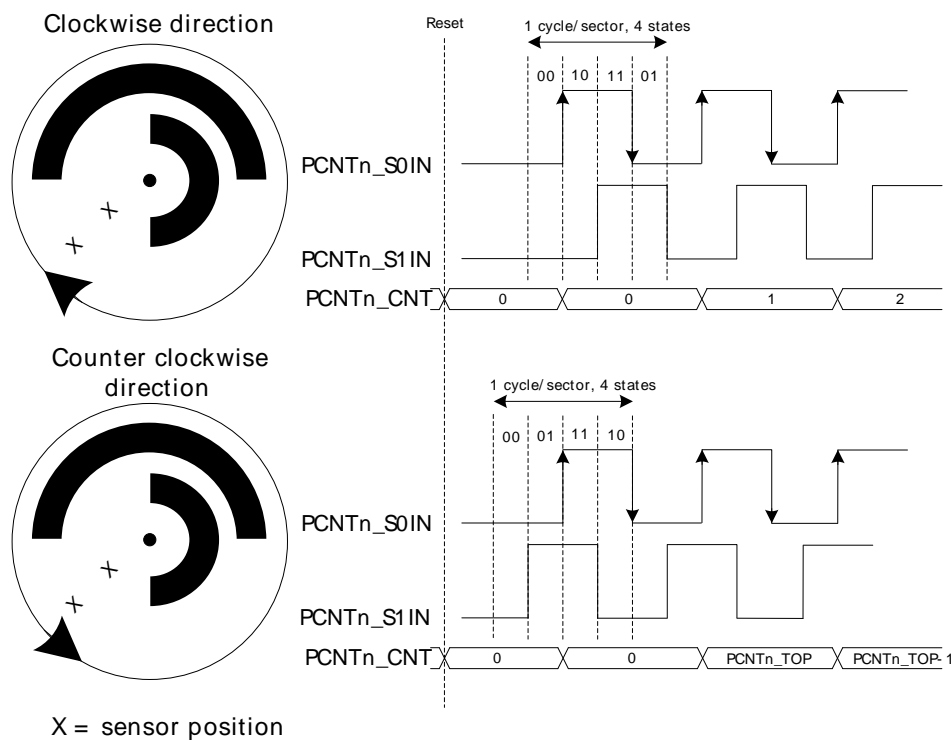 Clockwise direction
Reset
1 cycle/sector, 4 states
00 10 11 01
PCNTn_S0IN
PCNTn_S1IN
PCNTn_CNT 0 0 1 2
X
X
Counter clockwise
direction
1 cycle/sector, 4 states
00 01 11 10
PCNTn_S0IN
PCNTn_S1IN
PCNTn_CNT 0 0 PCNTn_TOP PCNTn_TOP-1
X
X
X = sensor position